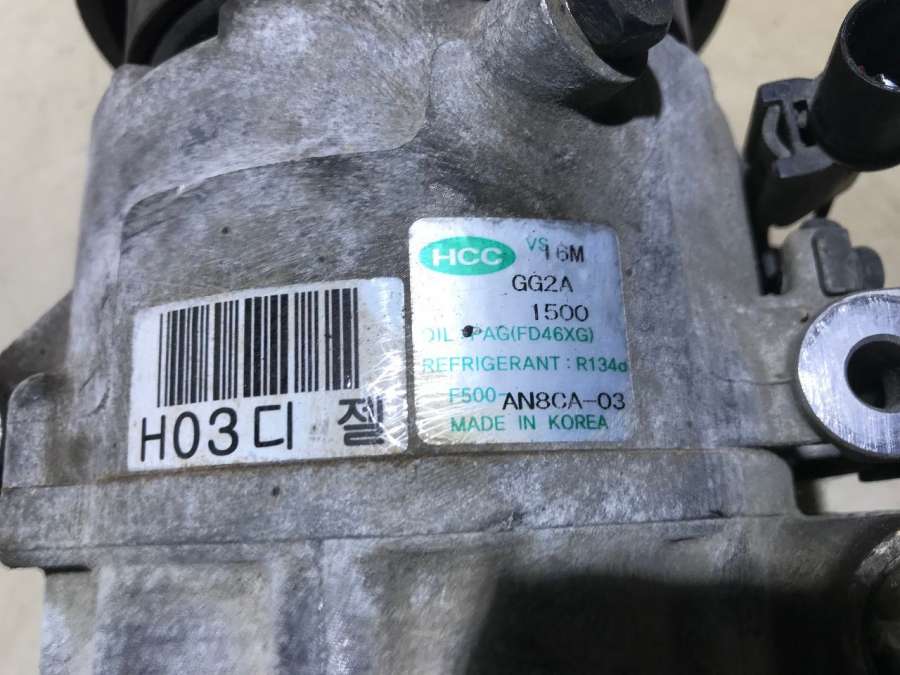 H03디 젤
HCC VS16M
GG2A
1500
OIL : PAG(FD46XG)
REFRIGERANT : R134a
F500-AN8CA-03
MADE IN KOREA